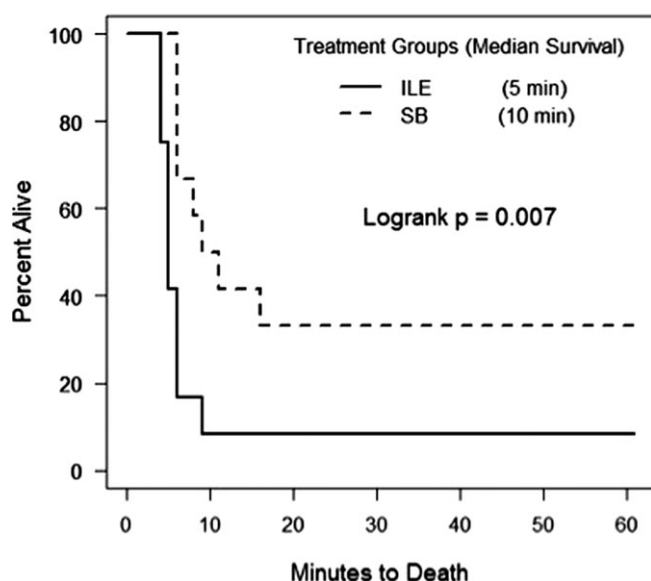 Treatment Groups (Median Survival)
ILE (5 min)
SB (10 min)
Logrank p = 0.007
Percent Alive
100
80
60
40
20
0
0 10 20 30 40 50 60
Minutes to Death